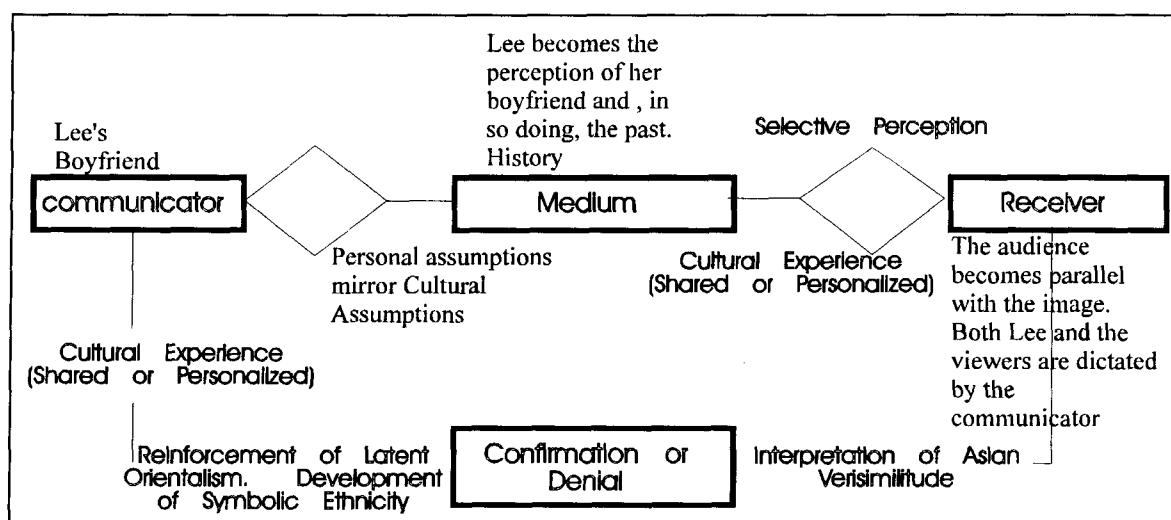 Lee becomes the
perception of her
boyfriend and , in
so doing, the past.
History
Lee's
Boyfriend
Selective Perception
communicator
Medium
Receiver
Personal assumptions
mirror Cultural
Assumptions
Cultural Experience
(Shared or Personalized)
The audience
becomes parallel
with the image.
Both Lee and the
viewers are dictated
by the
communicator
Cultural Experience
(Shared or Personalized)
Reinforcement of Latent
Orientalism. Development
of Symbolic Ethnicity
Confirmation or
Denial
Interpretation of Asian
Verisimilitude